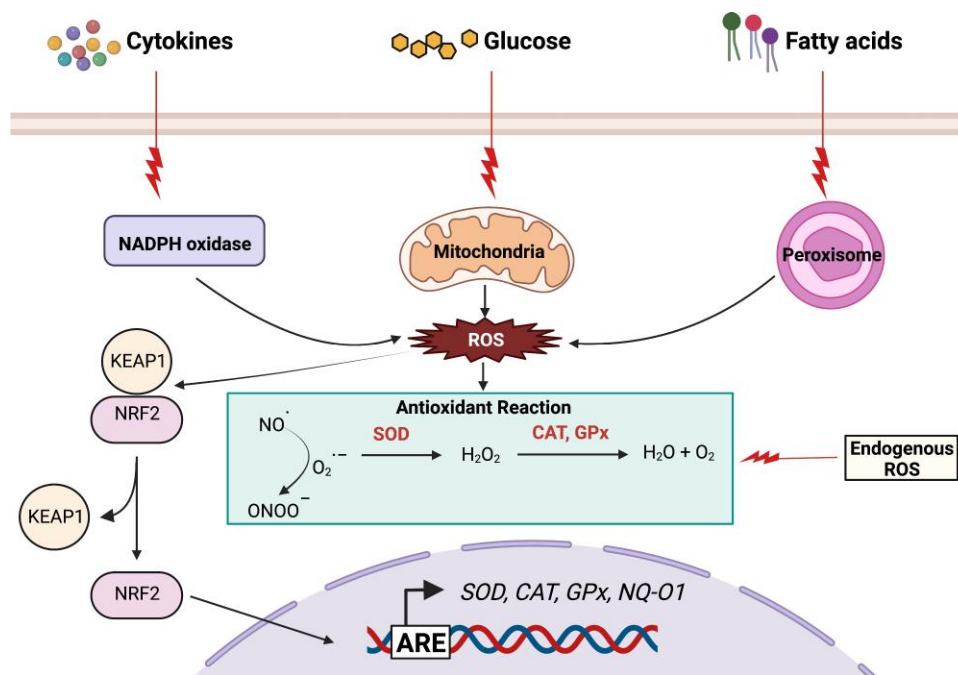 Cytokines
Glucose
Fatty acids
NADPH oxidase
Mitochondria
Peroxisome
ROS
KEAP1
NRF2
Antioxidant Reaction
NO˙
O₂˙⁻
ONOO⁻
SOD
H₂O₂
CAT, GPx
H₂O + O₂
Endogenous
ROS
KEAP1
NRF2
SOD, CAT, GPx, NQ-O1
ARE